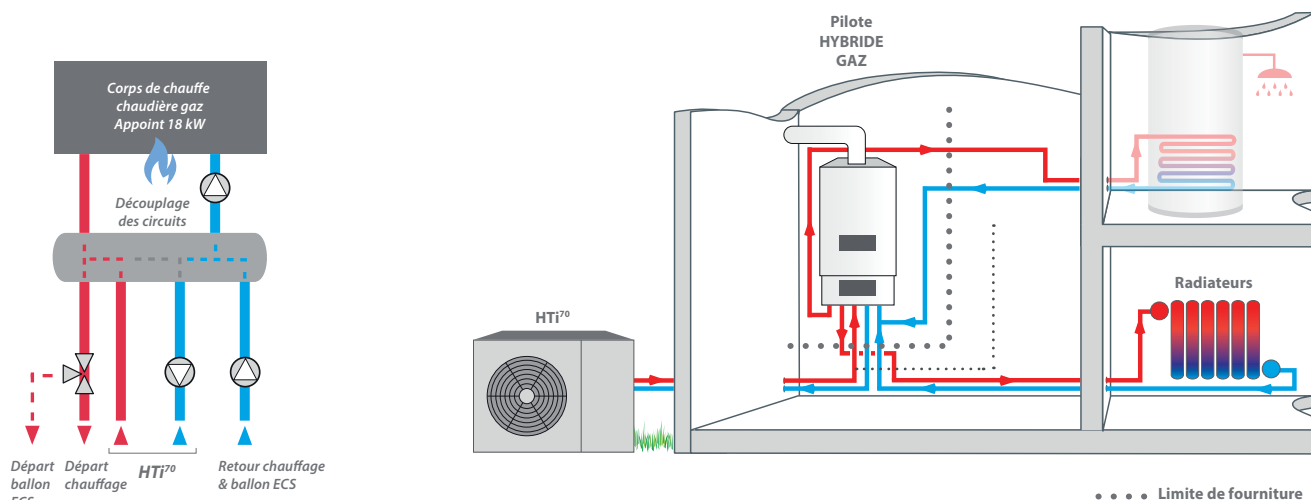 Corps de chauffe
chaudière gaz
Appoint 18 kW
Découplage
des circuits
Départ
ballon
ECS
Départ
chauffage
HTi⁷⁰
Retour chauffage
& ballon ECS
Pilote
HYBRIDE
GAZ
HTi⁷⁰
Radiateurs
Limite de fourniture